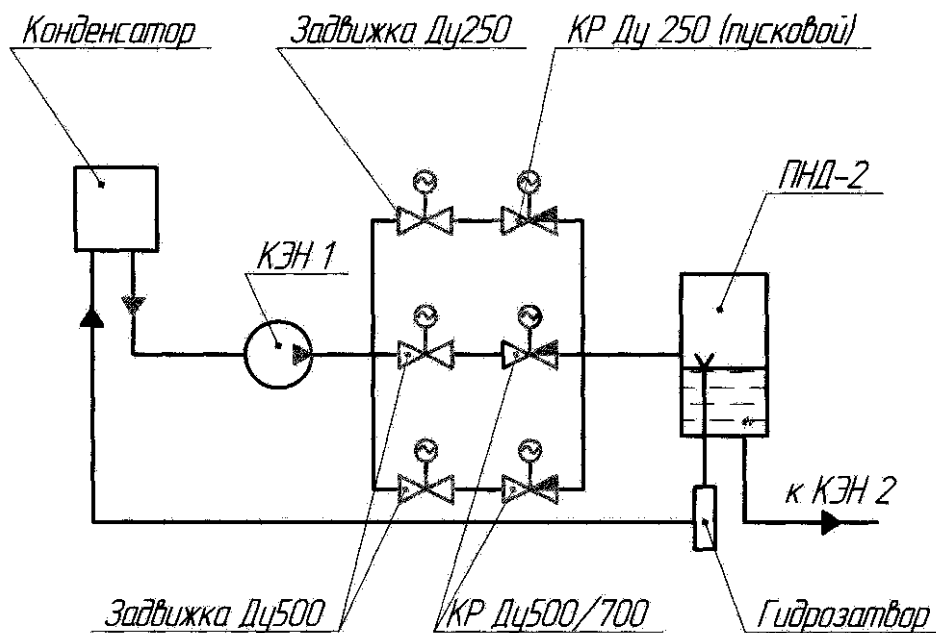 Конденсатор
Задвижка Ду250
КР Ду 250 (пусковой)
ПНД-2
КЭН 1
к КЭН 2
Задвижка Ду500
КР Ду500/700
Гидрозатвор